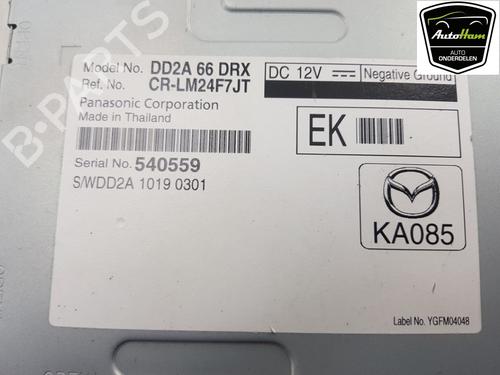 AutoHam
AUTO
ONDERDELEN
B-PARTS
Model No. DD2A 66 DRX
Ref. No. CR-LM24F7JT
DC 12V Negative Ground
Panasonic Corporation
Made in Thailand
EK
Serial No. 540559
S/WDD2A 1019 0301
KA085
Label No. YGFM04048